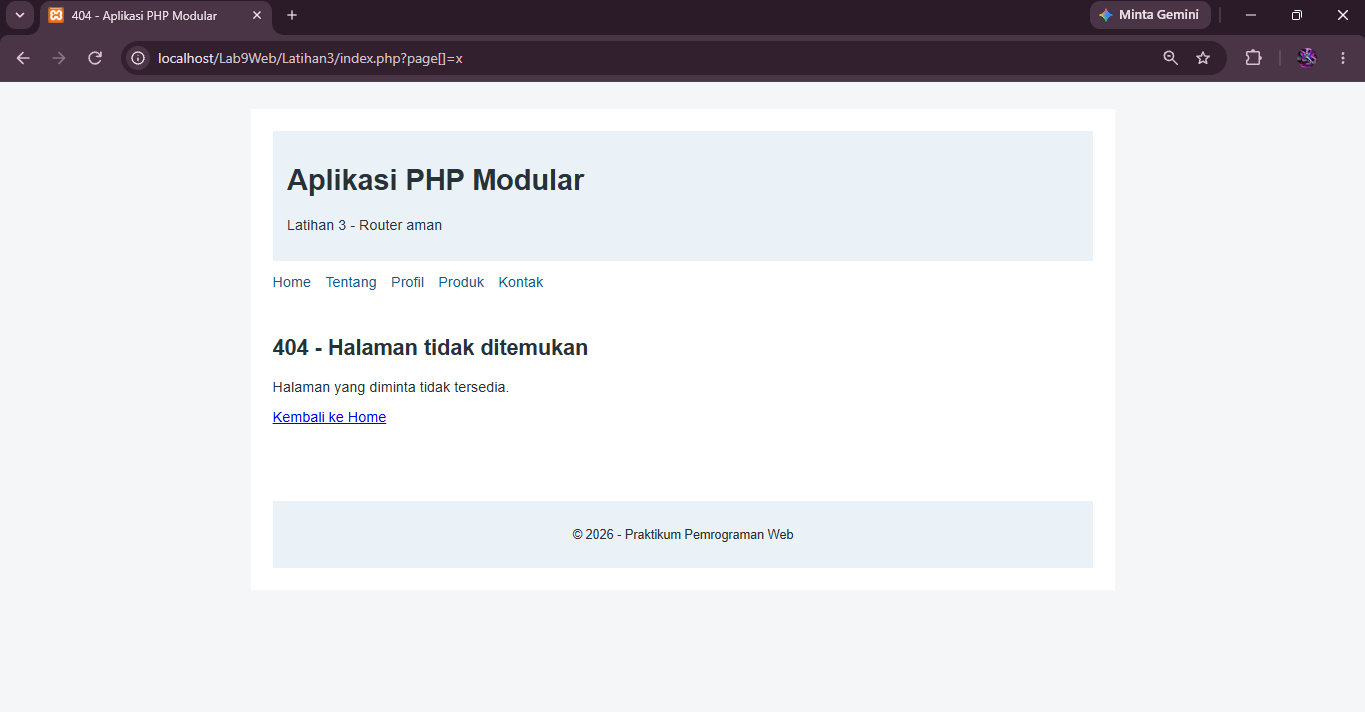 404 - Aplikasi PHP Modular
Minta Gemini
localhost/Lab9Web/Latihan3/index.php?page[]=x
Aplikasi PHP Modular
Latihan 3 - Router aman
Home Tentang Profil Produk Kontak
404 - Halaman tidak ditemukan
Halaman yang diminta tidak tersedia.
Kembali ke Home
© 2026 - Praktikum Pemrograman Web